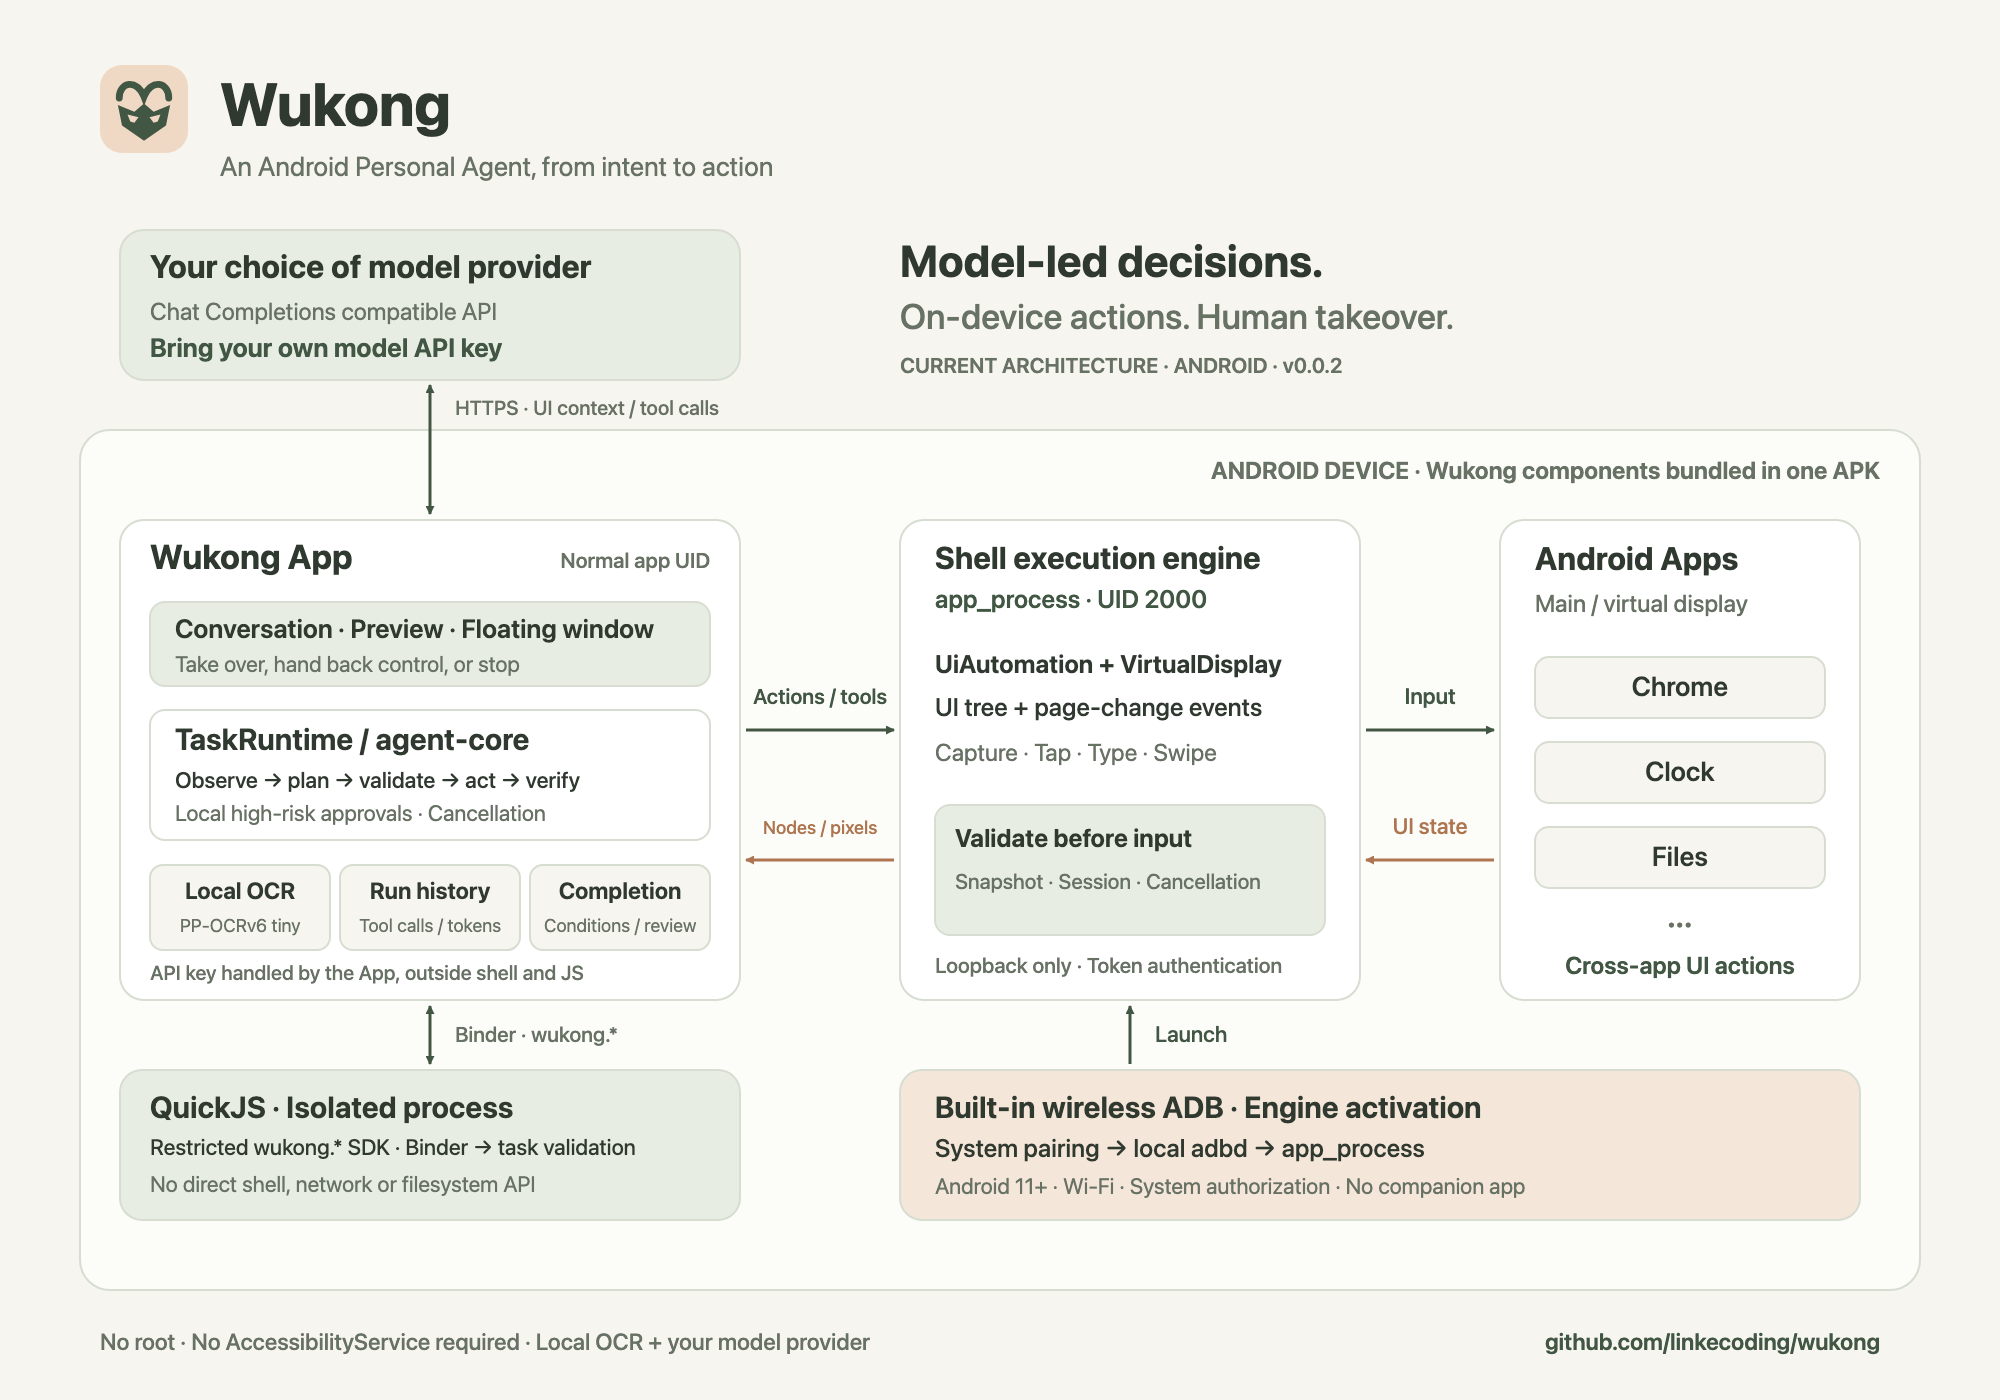 Wukong
An Android Personal Agent, from intent to action
Your choice of model provider
Chat Completions compatible API
Bring your own model API key
Model-led decisions.
On-device actions. Human takeover.
CURRENT ARCHITECTURE · ANDROID · v0.0.2
HTTPS · UI context / tool calls
ANDROID DEVICE · Wukong components bundled in one APK
Wukong App
Normal app UID
Conversation · Preview · Floating window
Take over, hand back control, or stop
TaskRuntime / agent-core
Observe → plan → validate → act → verify
Local high-risk approvals · Cancellation
Local OCR
PP-OCRv6 tiny
Run history
Tool calls / tokens
Completion
Conditions / review
API key handled by the App, outside shell and JS
Actions / tools
Nodes / pixels
Shell execution engine
app_process · UID 2000
UiAutomation + VirtualDisplay
UI tree + page-change events
Capture · Tap · Type · Swipe
Validate before input
Snapshot · Session · Cancellation
Loopback only · Token authentication
Input
UI state
Android Apps
Main / virtual display
Chrome
Clock
Files
...
Cross-app UI actions
Binder · wukong.*
Launch
QuickJS · Isolated process
Restricted wukong.* SDK · Binder → task validation
No direct shell, network or filesystem API
Built-in wireless ADB · Engine activation
System pairing → local adbd → app_process
Android 11+ · Wi-Fi · System authorization · No companion app
No root · No AccessibilityService required · Local OCR + your model provider
github.com/linkecoding/wukong